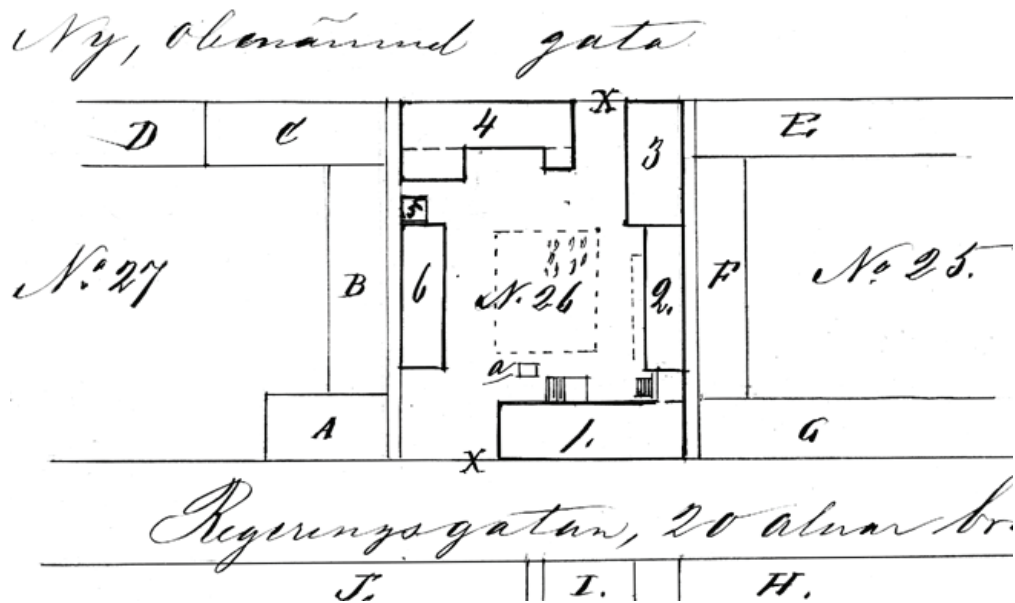 Ny, obenämnd gata
D C 4 X 3 E.
5
No 27 B 6 N. 26 2. F No 25.
a
A 1. G
X
Regeringsgatan, 20 alnar br.
J. I. H.